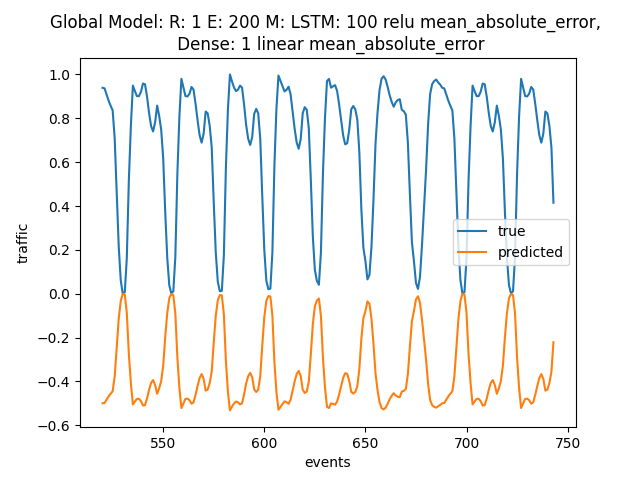 Global Model: R: 1 E: 200 M: LSTM: 100 relu mean_absolute_error,
Dense: 1 linear mean_absolute_error
1.0
0.8
0.6
0.4
0.2
0.0
−0.2
−0.4
−0.6
traffic
true
predicted
550 600 650 700 750
events